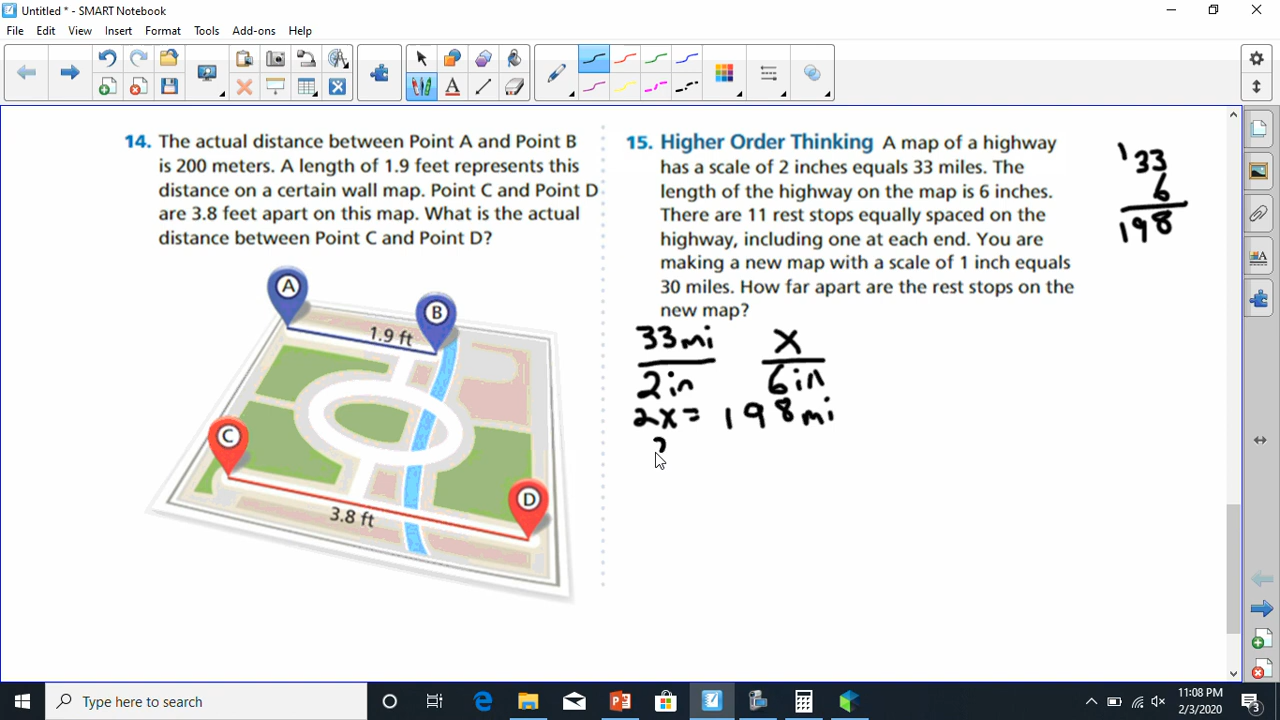 Untitled * - SMART Notebook
File Edit View Insert Format Tools Add-ons Help
14. The actual distance between Point A and Point B
is 200 meters. A length of 1.9 feet represents this
distance on a certain wall map. Point C and Point D
are 3.8 feet apart on this map. What is the actual
distance between Point C and Point D?
A
B
1.9 ft
C
D
3.8 ft
15. Higher Order Thinking A map of a highway
has a scale of 2 inches equals 33 miles. The
length of the highway on the map is 6 inches.
There are 11 rest stops equally spaced on the
highway, including one at each end. You are
making a new map with a scale of 1 inch equals
30 miles. How far apart are the rest stops on the
new map?
33mi x
2in 6in
2x= 198mi
1
33
6
198
Type here to search
11:08 PM
2/3/2020
3